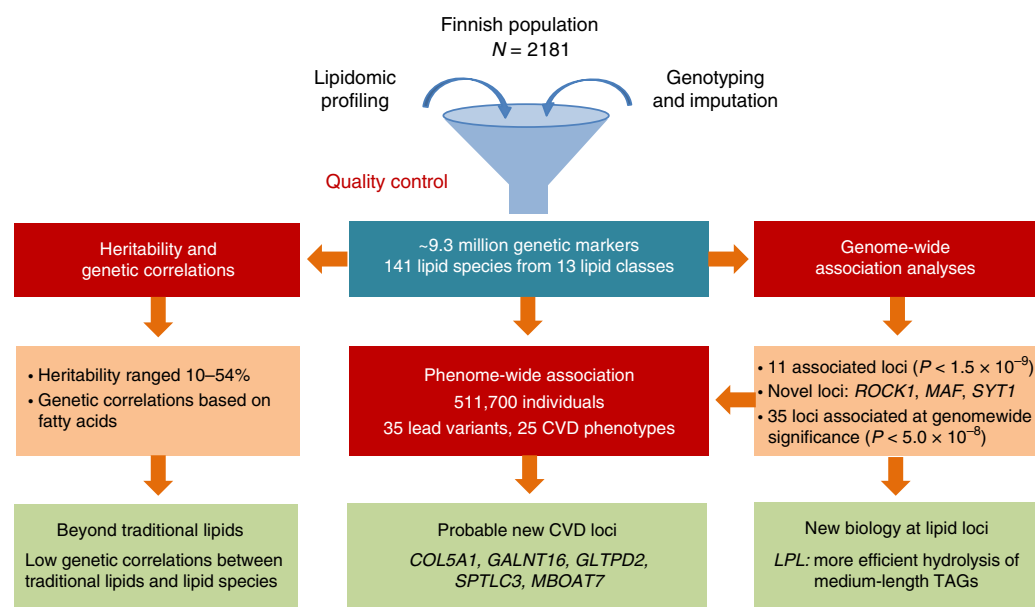 Finnish population
N = 2181
Lipidomic
profiling
Genotyping
and imputation
Quality control
Heritability and
genetic correlations
~9.3 million genetic markers
141 lipid species from 13 lipid classes
Genome-wide
association analyses
• Heritability ranged 10–54%
• Genetic correlations based on
fatty acids
Phenome-wide association
511,700 individuals
35 lead variants, 25 CVD phenotypes
• 11 associated loci (P < 1.5 × 10⁻⁹)
• Novel loci: ROCK1, MAF, SYT1
• 35 loci associated at genomewide
significance (P < 5.0 × 10⁻⁸)
Beyond traditional lipids
Low genetic correlations between
traditional lipids and lipid species
Probable new CVD loci
COL5A1, GALNT16, GLTPD2,
SPTLC3, MBOAT7
New biology at lipid loci
LPL: more efficient hydrolysis of
medium-length TAGs